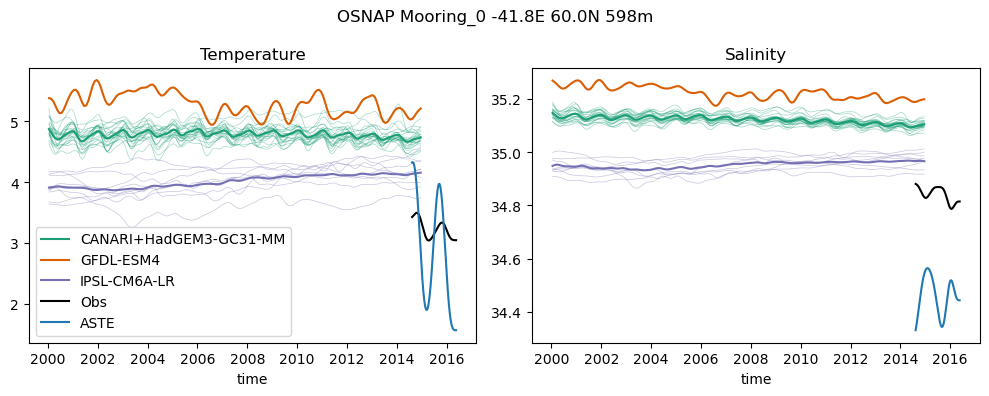 OSNAP Mooring_0 -41.8E 60.0N 598m
Temperature
5
4
3
2
CANARI+HadGEM3-GC31-MM
GFDL-ESM4
IPSL-CM6A-LR
Obs
ASTE
2000 2002 2004 2006 2008 2010 2012 2014 2016
time
Salinity
35.2
35.0
34.8
34.6
34.4
2000 2002 2004 2006 2008 2010 2012 2014 2016
time